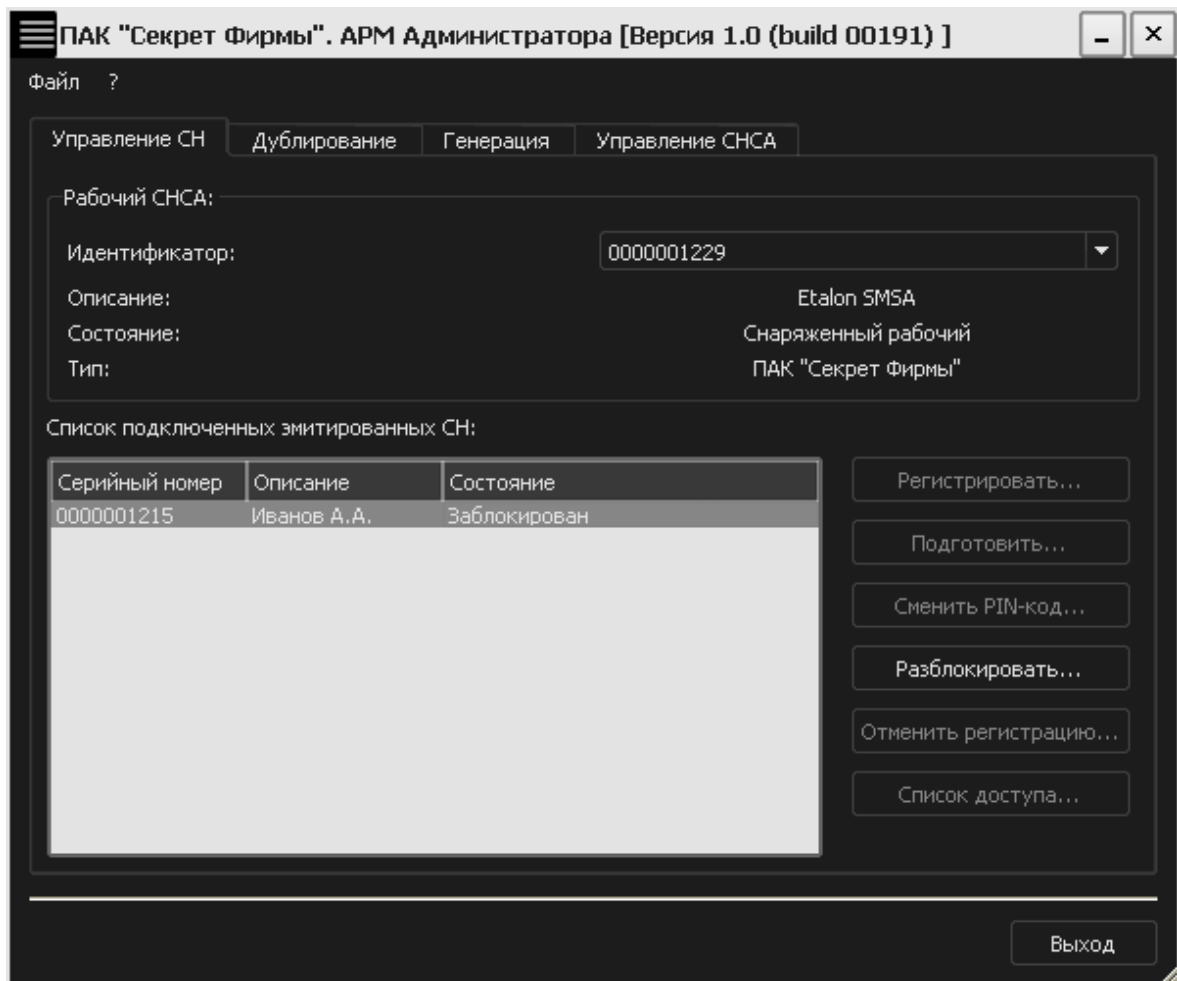 ПАК "Секрет Фирмы". АРМ Администратора [Версия 1.0 (build 00191) ]
Файл ?
Управление СН Дублирование Генерация Управление СНСА
Рабочий СНСА:
Идентификатор: 0000001229
Описание: Etalon SMSA
Состояние: Снаряженный рабочий
Тип: ПАК "Секрет Фирмы"
Список подключенных эмитированных СН:
Серийный номер Описание Состояние
0000001215 Иванов А.А. Заблокирован
Регистрировать...
Подготовить...
Сменить PIN-код...
Разблокировать...
Отменить регистрацию...
Список доступа...
Выход